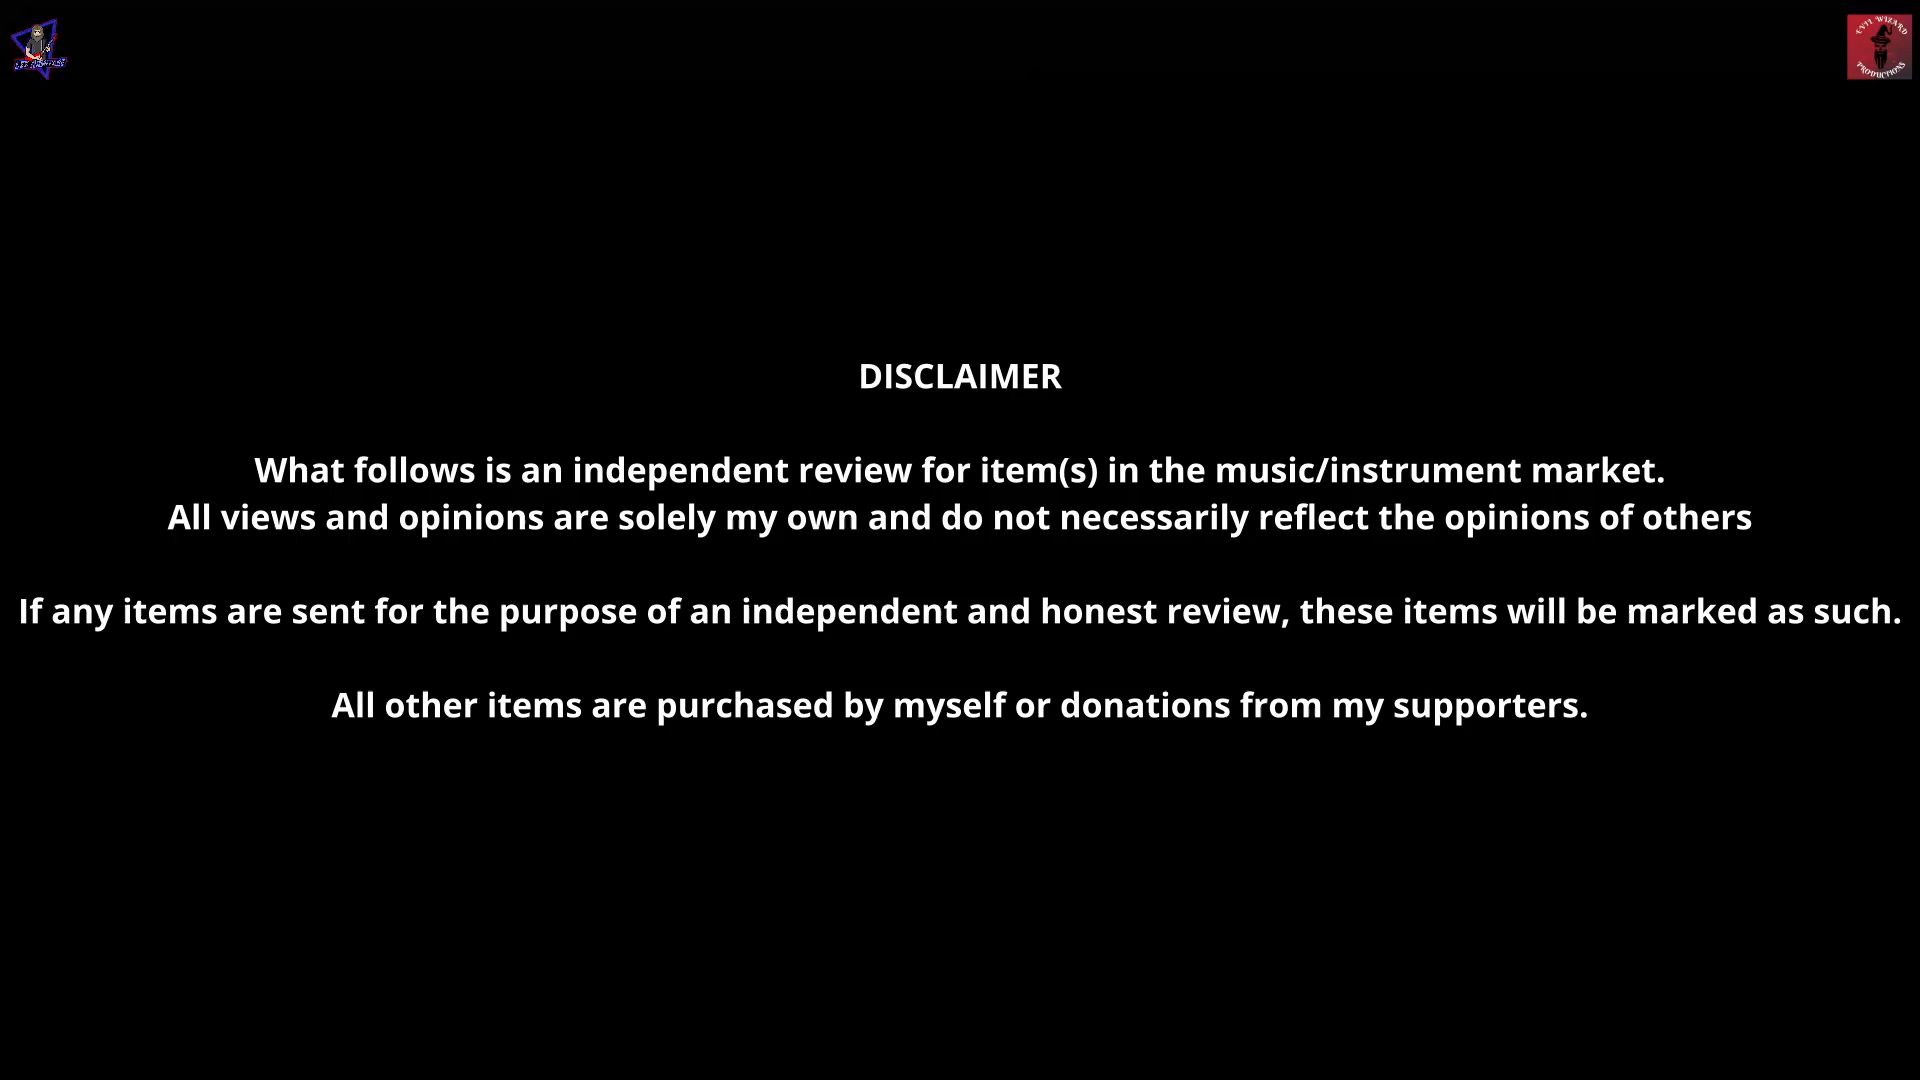 EVIL WIZARD
PRODUCTIONS
DISCLAIMER
What follows is an independent review for item(s) in the music/instrument market.
All views and opinions are solely my own and do not necessarily reflect the opinions of others
If any items are sent for the purpose of an independent and honest review, these items will be marked as such.
All other items are purchased by myself or donations from my supporters.